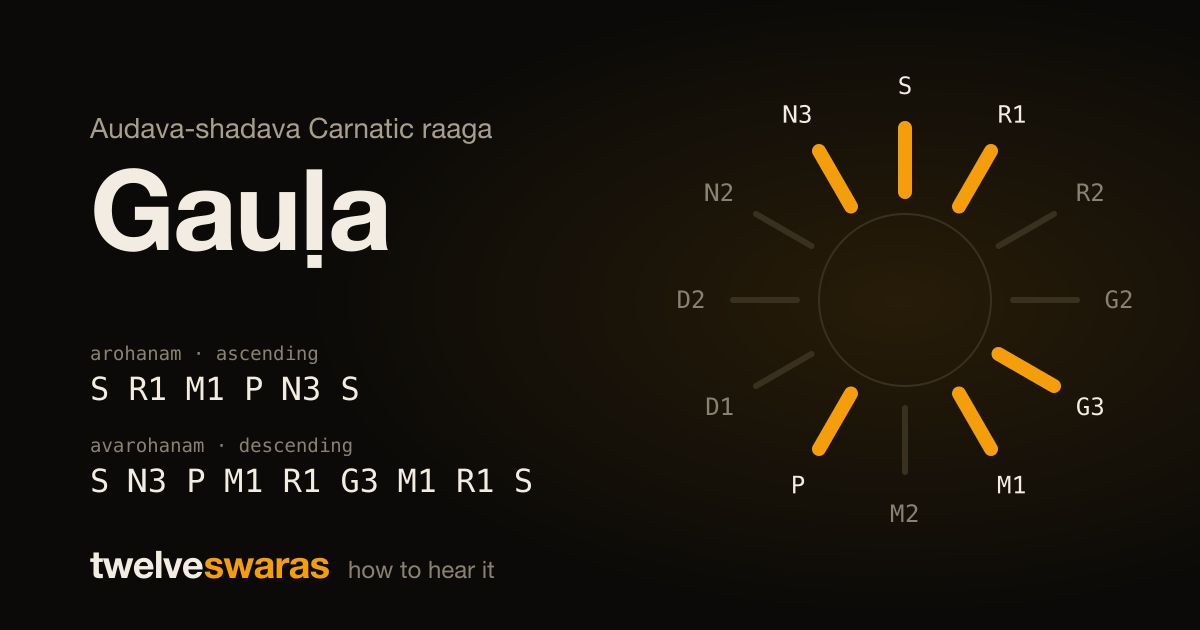 Audava-shadava Carnatic raaga
Gauḷa
arohanam · ascending
S R1 M1 P N3 S
avarohanam · descending
S N3 P M1 R1 G3 M1 R1 S
twelveswaras how to hear it
S
R1
R2
G2
G3
M1
M2
P
D1
D2
N2
N3